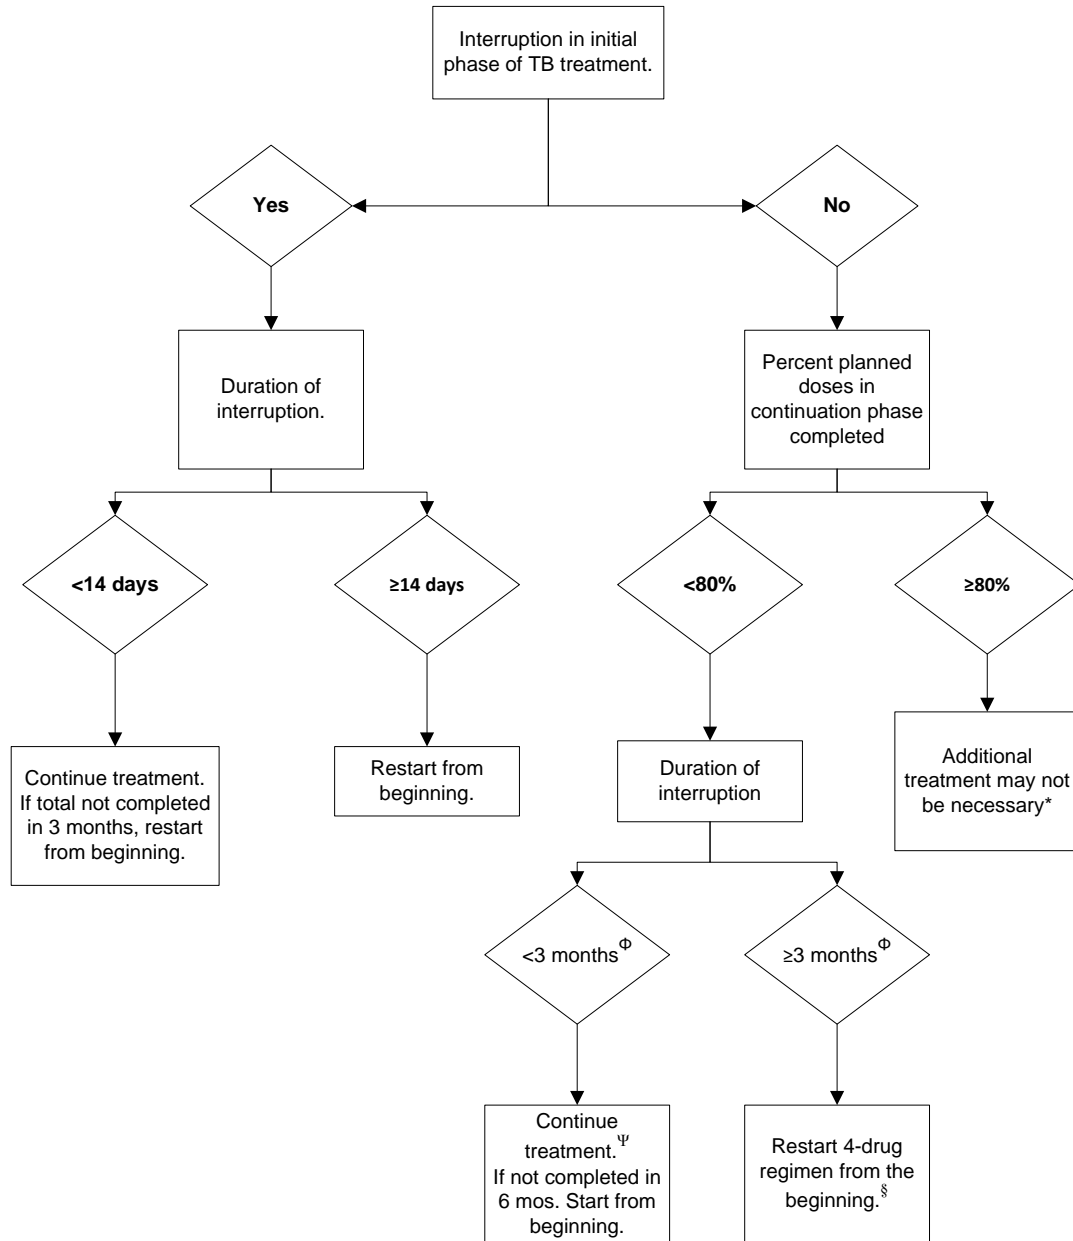 Interruption in initial
phase of TB treatment.
Yes
No
Duration of
interruption.
Percent planned
doses in
continuation phase
completed
<14 days
≥14 days
<80%
≥80%
Continue treatment.
If total not completed
in 3 months, restart
from beginning.
Restart from
beginning.
Duration of
interruption
Additional
treatment may not
be necessary*
<3 months^Φ
≥3 months^Φ
Continue
treatment.^Ψ
If not completed in
6 mos. Start from
beginning.
Restart 4-drug
regimen from the
beginning.^§